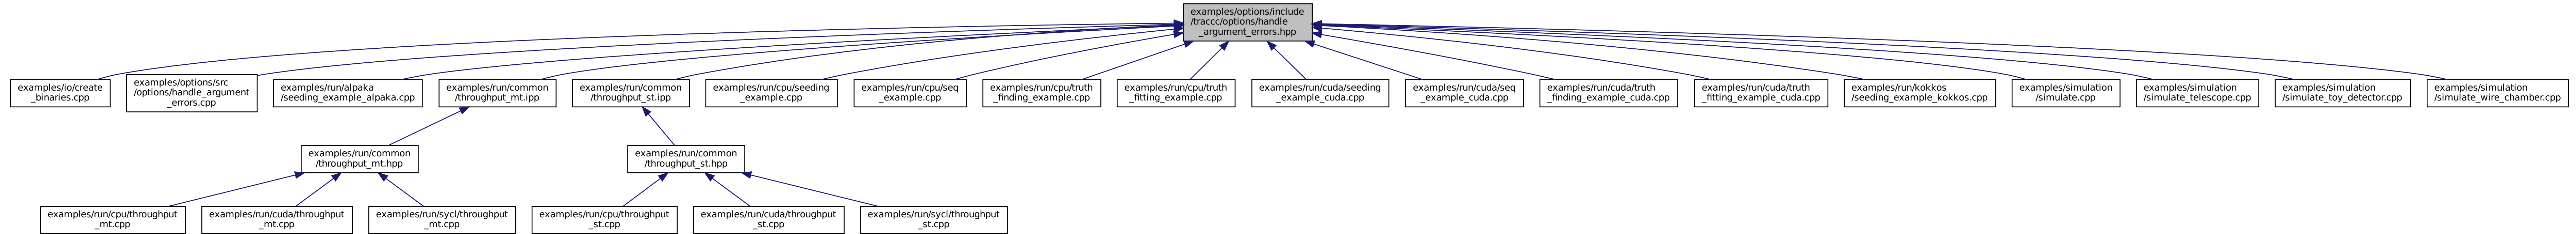 examples/options/include
/traccc/options/handle
_argument_errors.hpp
examples/io/create
_binaries.cpp
examples/options/src
/options/handle_argument
_errors.cpp
examples/run/alpaka
/seeding_example_alpaka.cpp
examples/run/common
/throughput_mt.ipp
examples/run/common
/throughput_st.ipp
examples/run/cpu/seeding
_example.cpp
examples/run/cpu/seq
_example.cpp
examples/run/cpu/truth
_finding_example.cpp
examples/run/cpu/truth
_fitting_example.cpp
examples/run/cuda/seeding
_example_cuda.cpp
examples/run/cuda/seq
_example_cuda.cpp
examples/run/cuda/truth
_finding_example_cuda.cpp
examples/run/cuda/truth
_fitting_example_cuda.cpp
examples/run/kokkos
/seeding_example_kokkos.cpp
examples/simulation
/simulate.cpp
examples/simulation
/simulate_telescope.cpp
examples/simulation
/simulate_toy_detector.cpp
examples/simulation
/simulate_wire_chamber.cpp
examples/run/common
/throughput_mt.hpp
examples/run/common
/throughput_st.hpp
examples/run/cpu/throughput
_mt.cpp
examples/run/cuda/throughput
_mt.cpp
examples/run/sycl/throughput
_mt.cpp
examples/run/cpu/throughput
_st.cpp
examples/run/cuda/throughput
_st.cpp
examples/run/sycl/throughput
_st.cpp